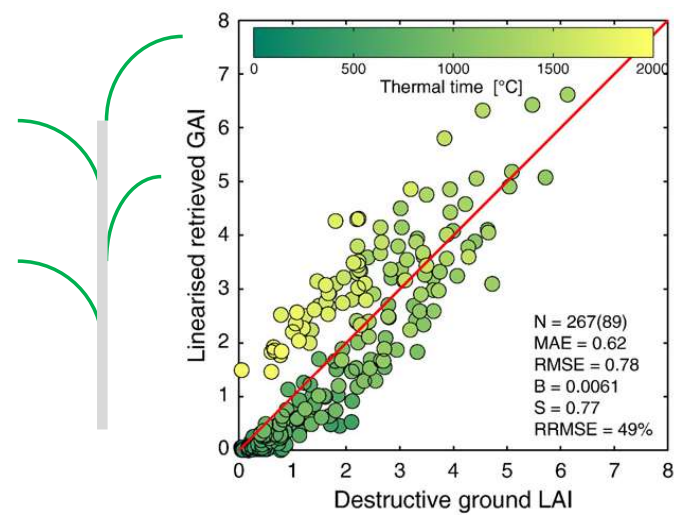 8
7
6
5
4
3
2
1
0
Linearised retrieved GAI
0 500 1000 1500 2000
Thermal time [°C]
N = 267(89)
MAE = 0.62
RMSE = 0.78
B = 0.0061
S = 0.77
RRMSE = 49%
0 1 2 3 4 5 6 7 8
Destructive ground LAI